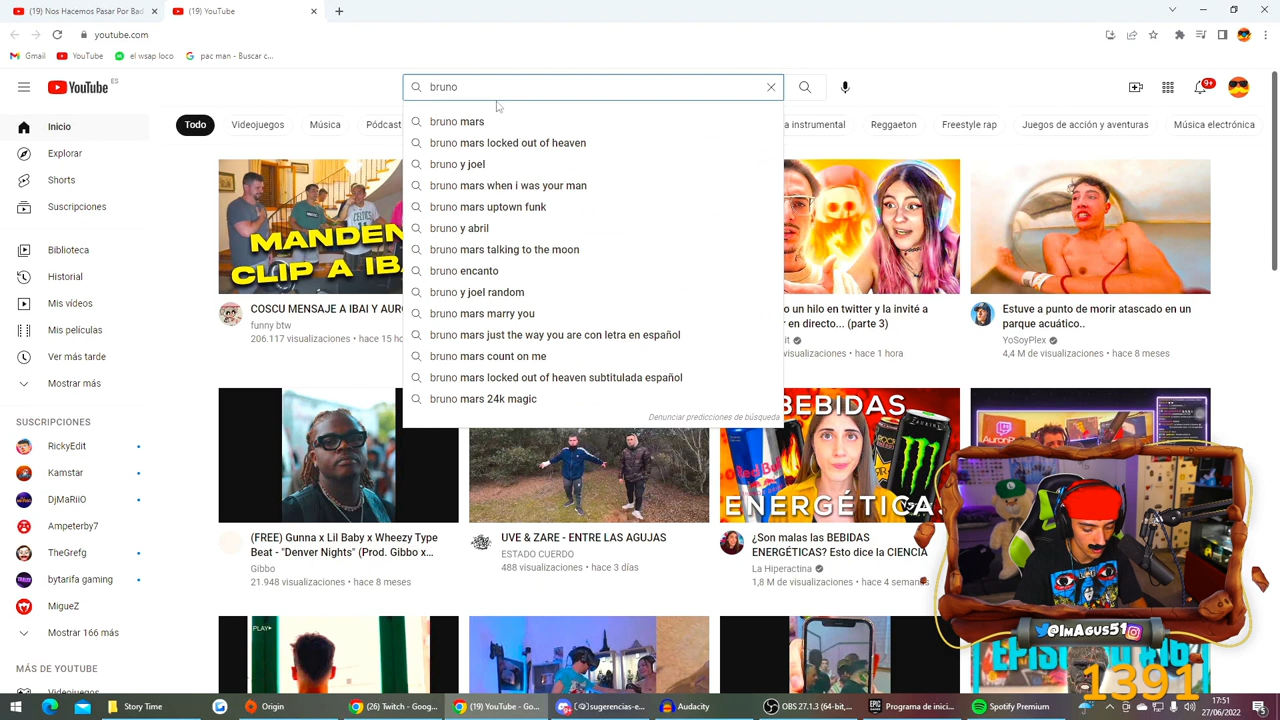 (19) Nos Hacemos Pasar Por Bad
(19) YouTube
youtube.com
Gmail
YouTube
el wsap loco
pac man - Buscar c...
YouTube ES
bruno
9+
Inicio
Explorar
Shorts
Suscripciones
Biblioteca
Historial
Mis vídeos
Mis películas
Ver más tarde
Mostrar más
SUSCRIPCIONES
RickyEdit
Kamstar
DjMaRiiO
Ampeterby7
TheGrefg
bytarifa gaming
MigueZ
Mostrar 166 más
MÁS DE YOUTUBE
Videojuegos
Todo
Videojuegos
Música
Pódcast
a instrumental
Reggaeton
Freestyle rap
Juegos de acción y aventuras
Música electrónica
bruno mars
bruno mars locked out of heaven
bruno y joel
bruno mars when i was your man
bruno mars uptown funk
bruno y abril
bruno mars talking to the moon
bruno encanto
bruno y joel random
bruno mars marry you
bruno mars just the way you are con letra en español
bruno mars count on me
bruno mars locked out of heaven subtitulada español
bruno mars 24k magic
Denunciar predicciones de búsqueda
MANDEN
CLIP A IBA
COSCU MENSAJE A IBAI Y AURO
funny btw
206.117 visualizaciones • hace 15 ho
o un hilo en twitter y la invité a
r en directo... (parte 3)
it
visualizaciones • hace 1 hora
Estuve a punto de morir atascado en un
parque acuático..
YoSoyPlex
4,4 M de visualizaciones • hace 8 meses
(FREE) Gunna x Lil Baby x Wheezy Type
Beat - "Denver Nights" (Prod. Gibbo x...
Gibbo
21.948 visualizaciones • hace 8 meses
UVE & ZARE - ENTRE LAS AGUJAS
ESTADO CUERDO
488 visualizaciones • hace 3 días
BEBIDAS
ENERGÉTICAS
¿Son malas las BEBIDAS
ENERGÉTICAS? Esto dice la CIENCIA
La Hiperactina
1,8 M de visualizaciones • hace 4 semanas
PLAY
@ImAgus51
1391
Story Time
Origin
(26) Twitch - Goog...
(19) YouTube - Go...
sugerencias-e...
Audacity
OBS 27.1.3 (64-bit,...
Programa de inici...
Spotify Premium
17:51
27/06/2022